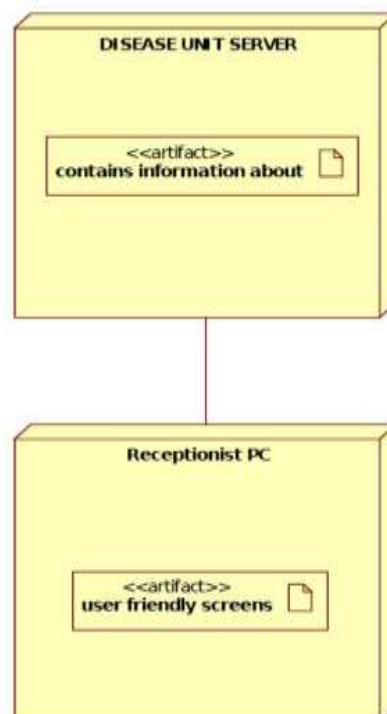 DISEASE UNIT SERVER
<<artifact>>
contains information about
Receptionist PC
<<artifact>>
user friendly screens